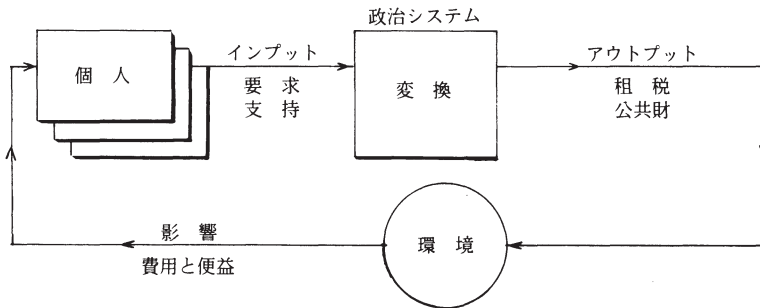 政治システム
個人
インプット
要求
支持
変換
アウトプット
租税
公共財
影響
費用と便益
環境